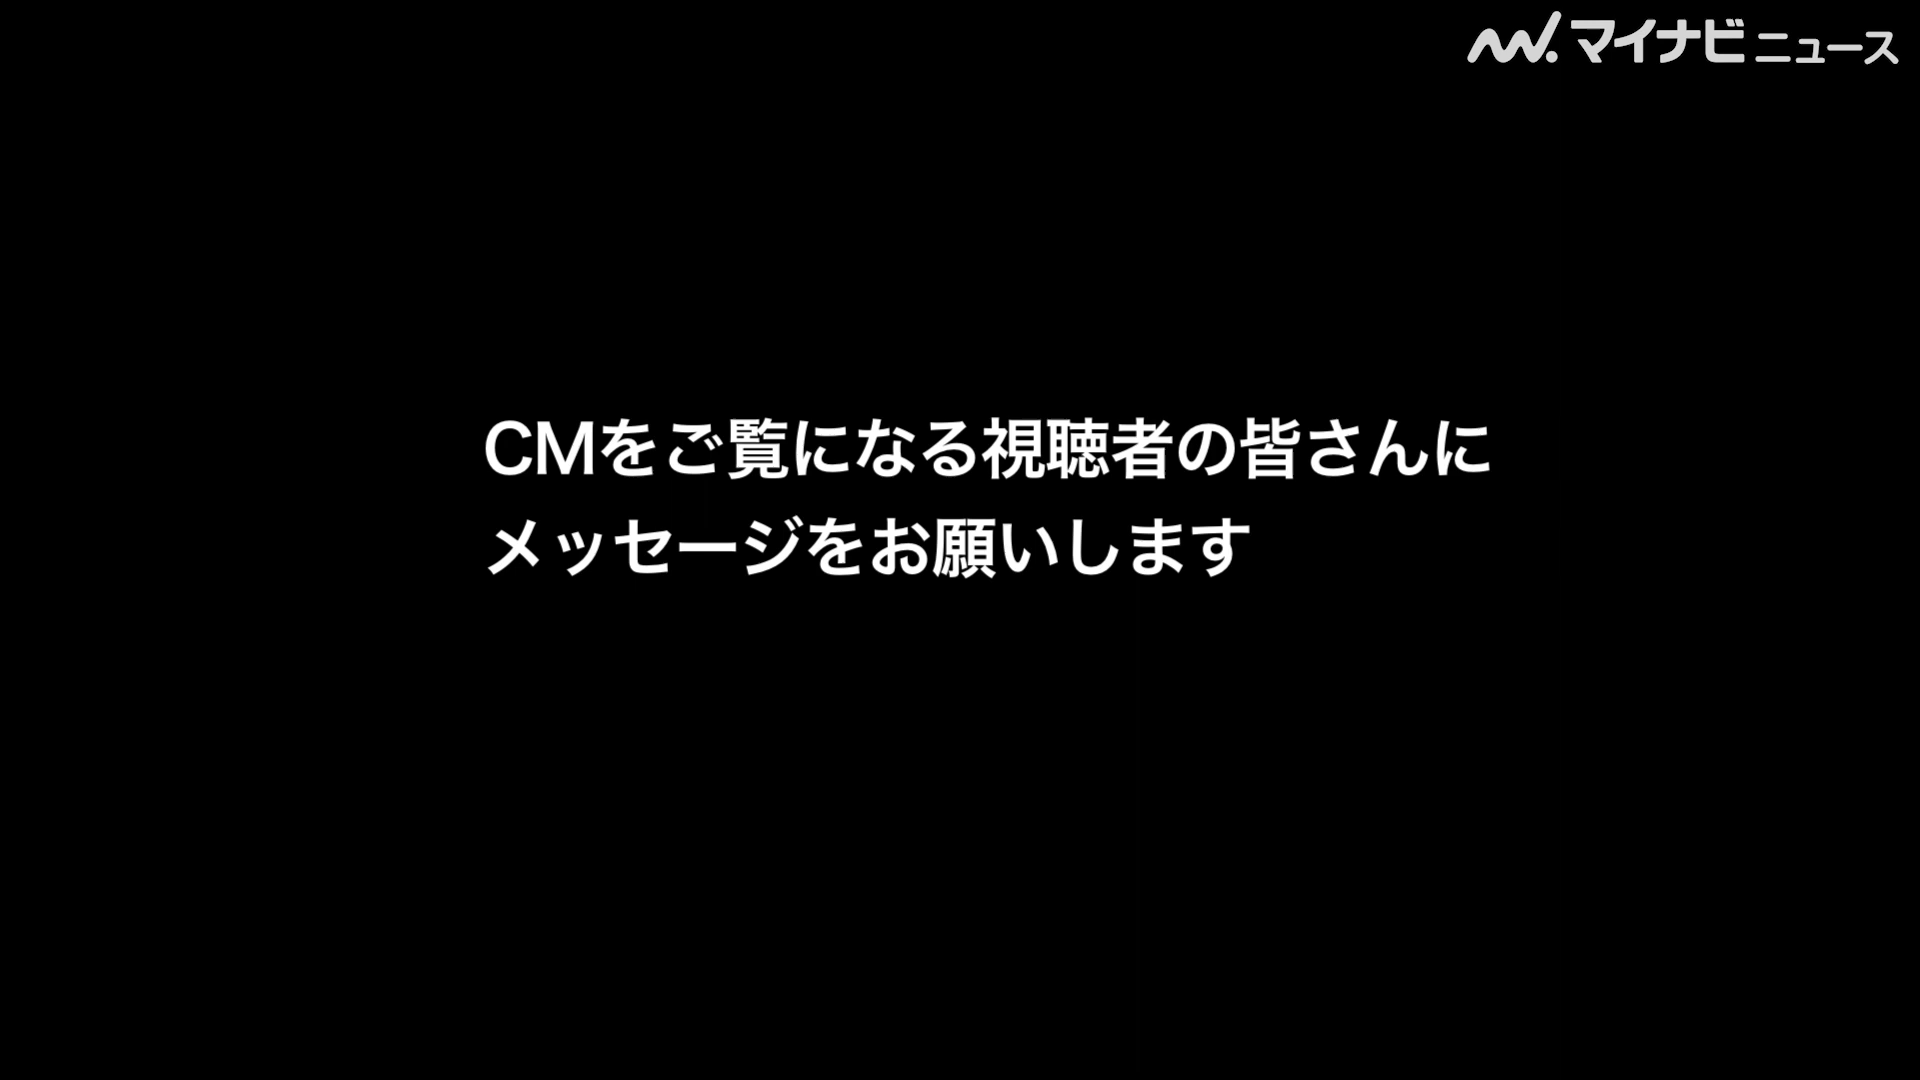 マイナビニュース
CMをご覧になる視聴者の皆さんに
メッセージをお願いします